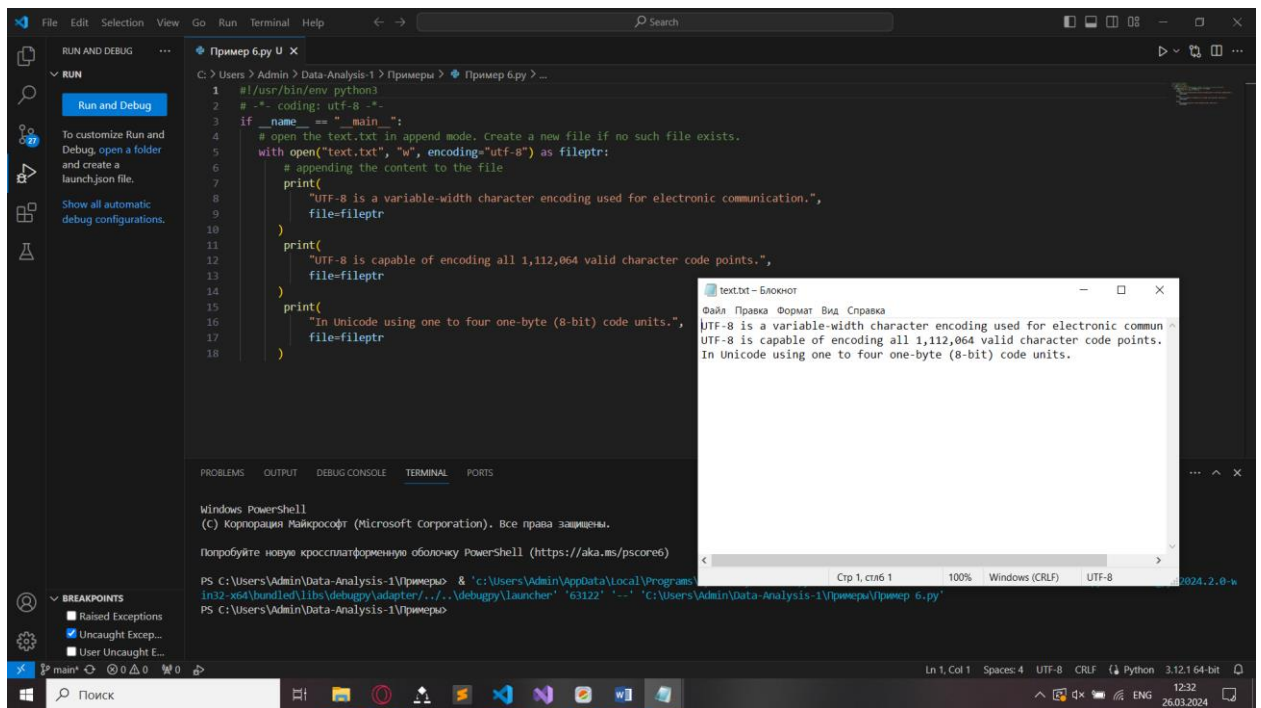 File Edit Selection View Go Run Terminal Help
Search
RUN AND DEBUG
RUN
Run and Debug
To customize Run and
Debug, open a folder
and create a
launch.json file.
Show all automatic
debug configurations.
27
Пример 6.py U
C: > Users > Admin > Data-Analysis-1 > Примеры > Пример 6.py > ...
1 #!/usr/bin/env python3
2 # -*- coding: utf-8 -*-
3 if __name__ == "__main__":
4 # open the text.txt in append mode. Create a new file if no such file exists.
5 with open("text.txt", "w", encoding="utf-8") as fileptr:
6 # appending the content to the file
7 print(
8 "UTF-8 is a variable-width character encoding used for electronic communication.",
9 file=fileptr
10 )
11 print(
12 "UTF-8 is capable of encoding all 1,112,064 valid character code points.",
13 file=fileptr
14 )
15 print(
16 "In Unicode using one to four one-byte (8-bit) code units.",
17 file=fileptr
18 )
text.txt – Блокнот
Файл Правка Формат Вид Справка
UTF-8 is a variable-width character encoding used for electronic commun
UTF-8 is capable of encoding all 1,112,064 valid character code points.
In Unicode using one to four one-byte (8-bit) code units.
Стр 1, стлб 1 100% Windows (CRLF) UTF-8
PROBLEMS OUTPUT DEBUG CONSOLE TERMINAL PORTS
Windows PowerShell
(C) Корпорация Майкрософт (Microsoft Corporation). Все права защищены.
Попробуйте новую кроссплатформенную оболочку PowerShell (https://aka.ms/pscore6)
PS C:\Users\Admin\Data-Analysis-1\Примеры> & 'c:\Users\Admin\AppData\Local\Programs\ 2024.2.0-w
in32-x64\bundled\libs\debugpy\adapter/../..\debugpy\launcher' '63122' '--' 'C:\Users\Admin\Data-Analysis-1\Примеры\Пример 6.py'
PS C:\Users\Admin\Data-Analysis-1\Примеры>
BREAKPOINTS
Raised Exceptions
Uncaught Excep...
User Uncaught E...
main* 0 0 0 Ln 1, Col 1 Spaces: 4 UTF-8 CRLF Python 3.12.1 64-bit
Поиск
ENG
12:32
26.03.2024